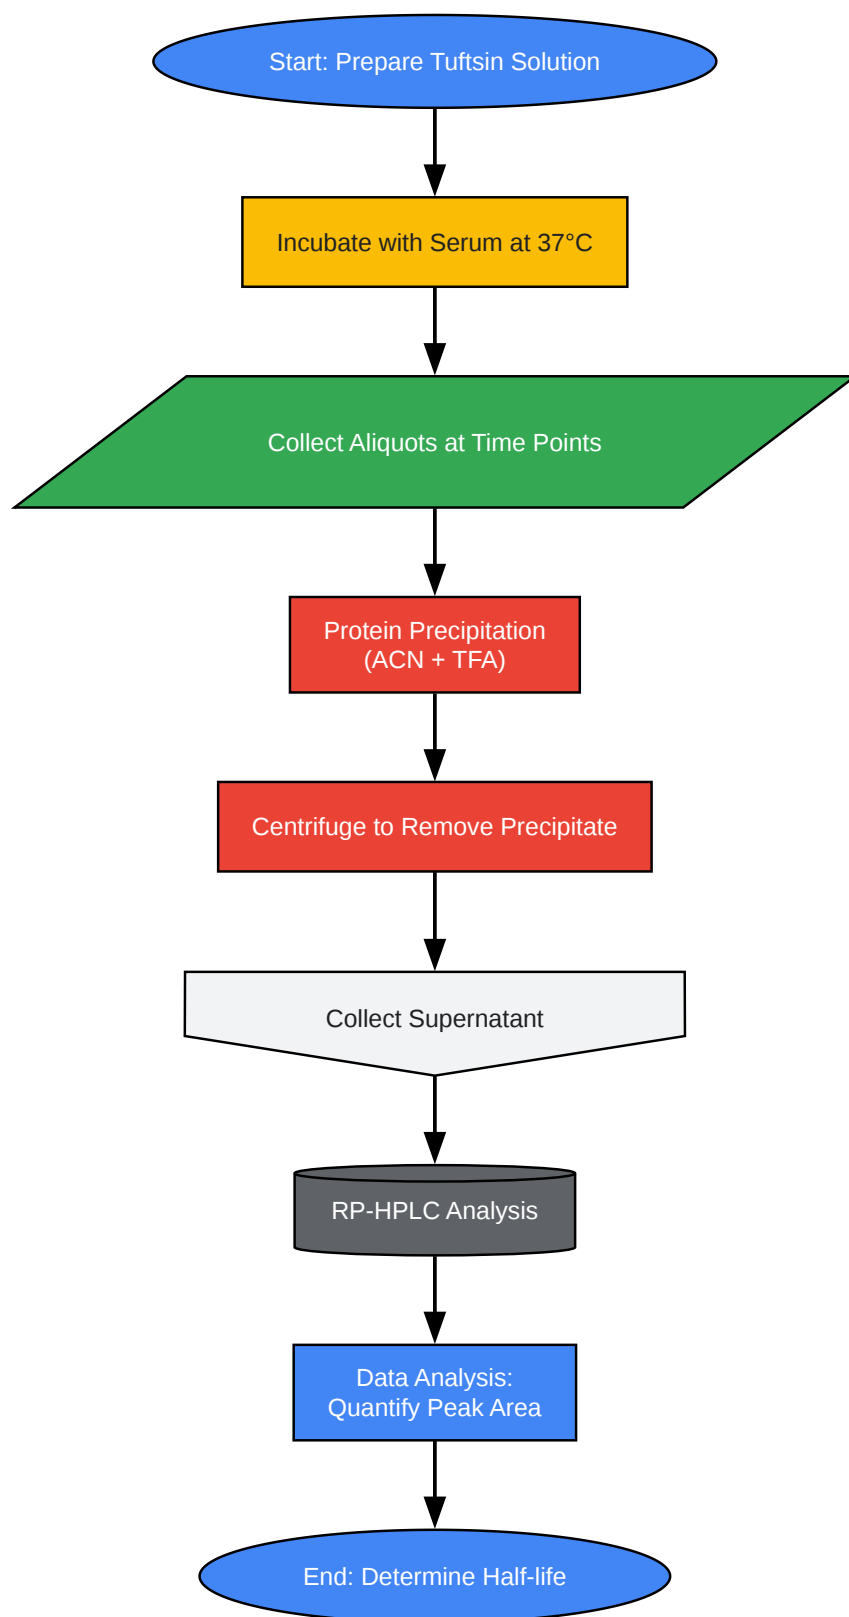 Start: Prepare Tuftsin Solution
Incubate with Serum at 37°C
Collect Aliquots at Time Points
Protein Precipitation
(ACN + TFA)
Centrifuge to Remove Precipitate
Collect Supernatant
RP-HPLC Analysis
Data Analysis:
Quantify Peak Area
End: Determine Half-life